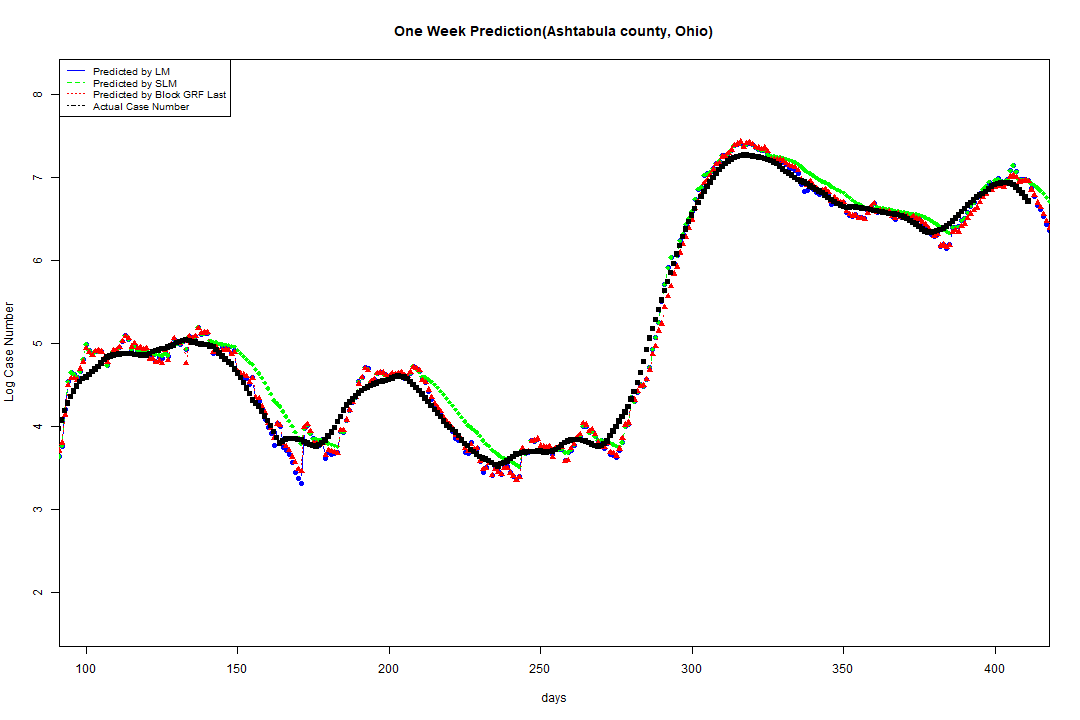 One Week Prediction(Ashtabula county, Ohio)
Predicted by LM
Predicted by SLM
Predicted by Block GRF Last
Actual Case Number
Log Case Number
8
7
6
5
4
3
2
100 150 200 250 300 350 400
days